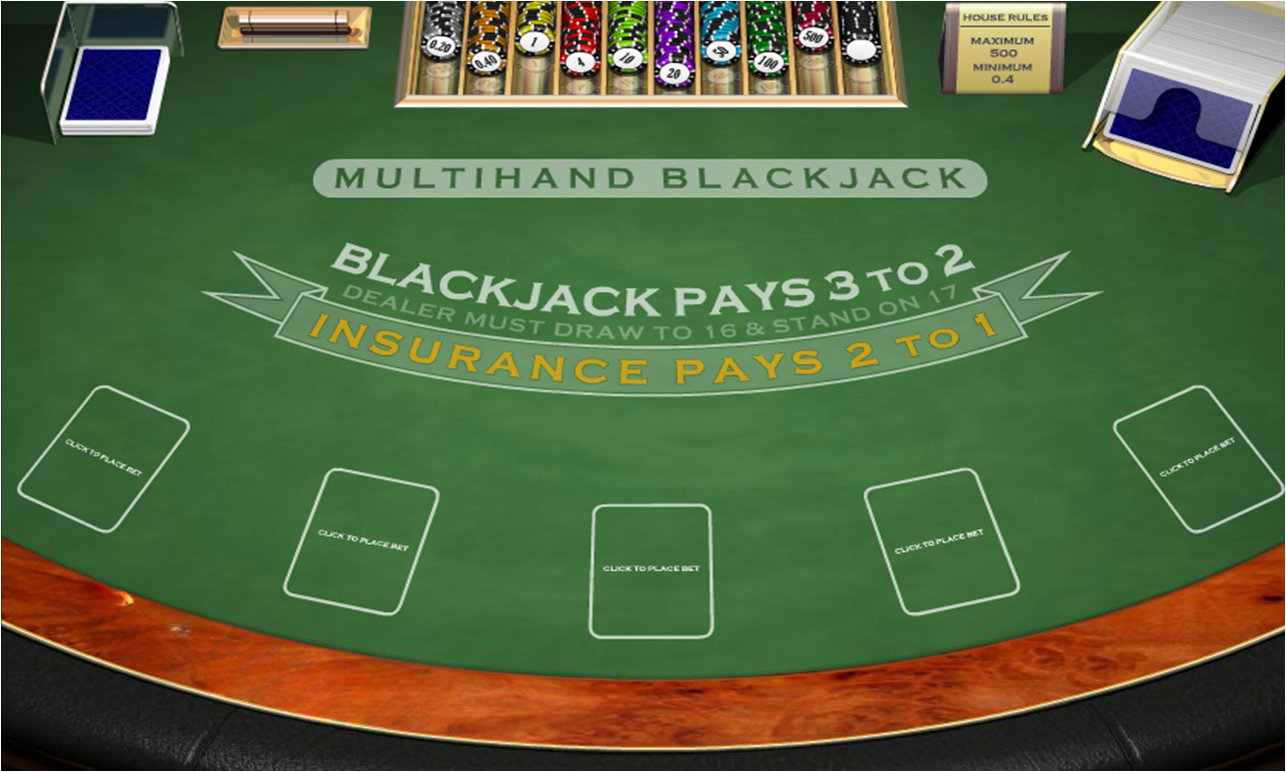 0.20
0.40
1
4
10
20
40
100
500
HOUSE RULES
MAXIMUM
500
MINIMUM
0.4
MULTIHAND BLACKJACK
BLACKJACK PAYS 3 TO 2
DEALER MUST DRAW TO 16 & STAND ON 17
INSURANCE PAYS 2 TO 1
CLICK TO PLACE BET
CLICK TO PLACE BET
CLICK TO PLACE BET
CLICK TO PLACE BET
CLICK TO PLACE BET